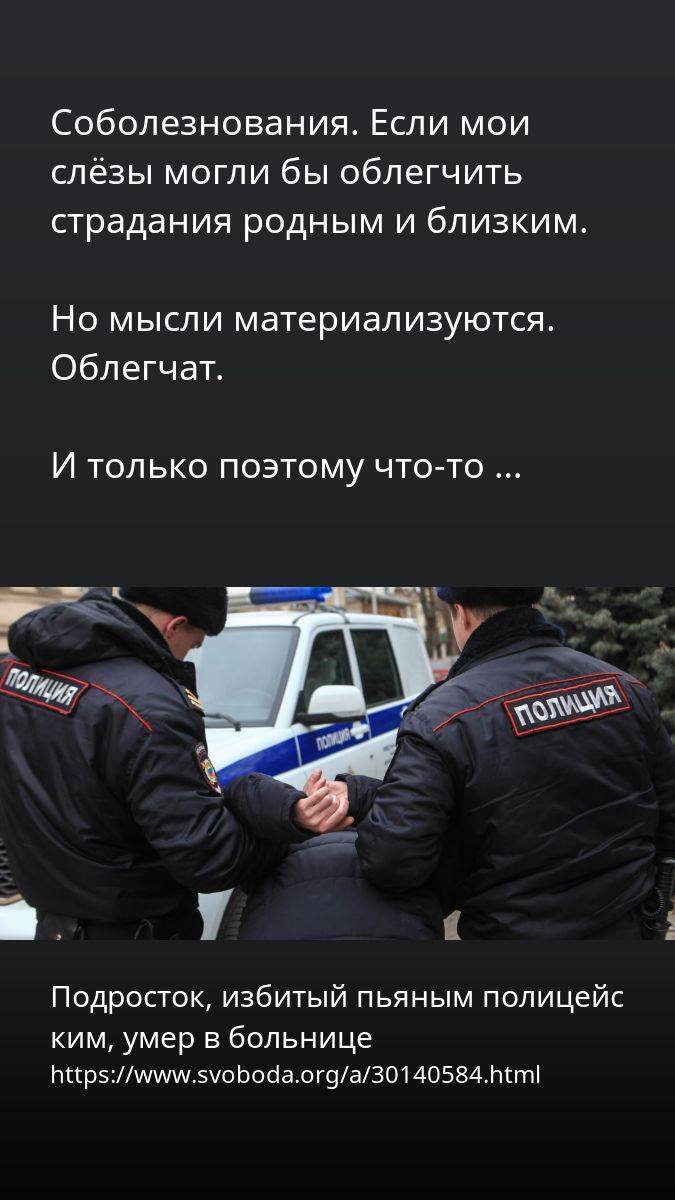 Соболезнования. Если мои
слёзы могли бы облегчить
страдания родным и близким.
Но мысли материализуются.
Облегчат.
И только поэтому что-то ...
ПОЛИЦИЯ
ПОЛИЦИЯ
ПОЛИЦИЯ
Подросток, избитый пьяным полицейс
ким, умер в больнице
https://www.svoboda.org/a/30140584.html